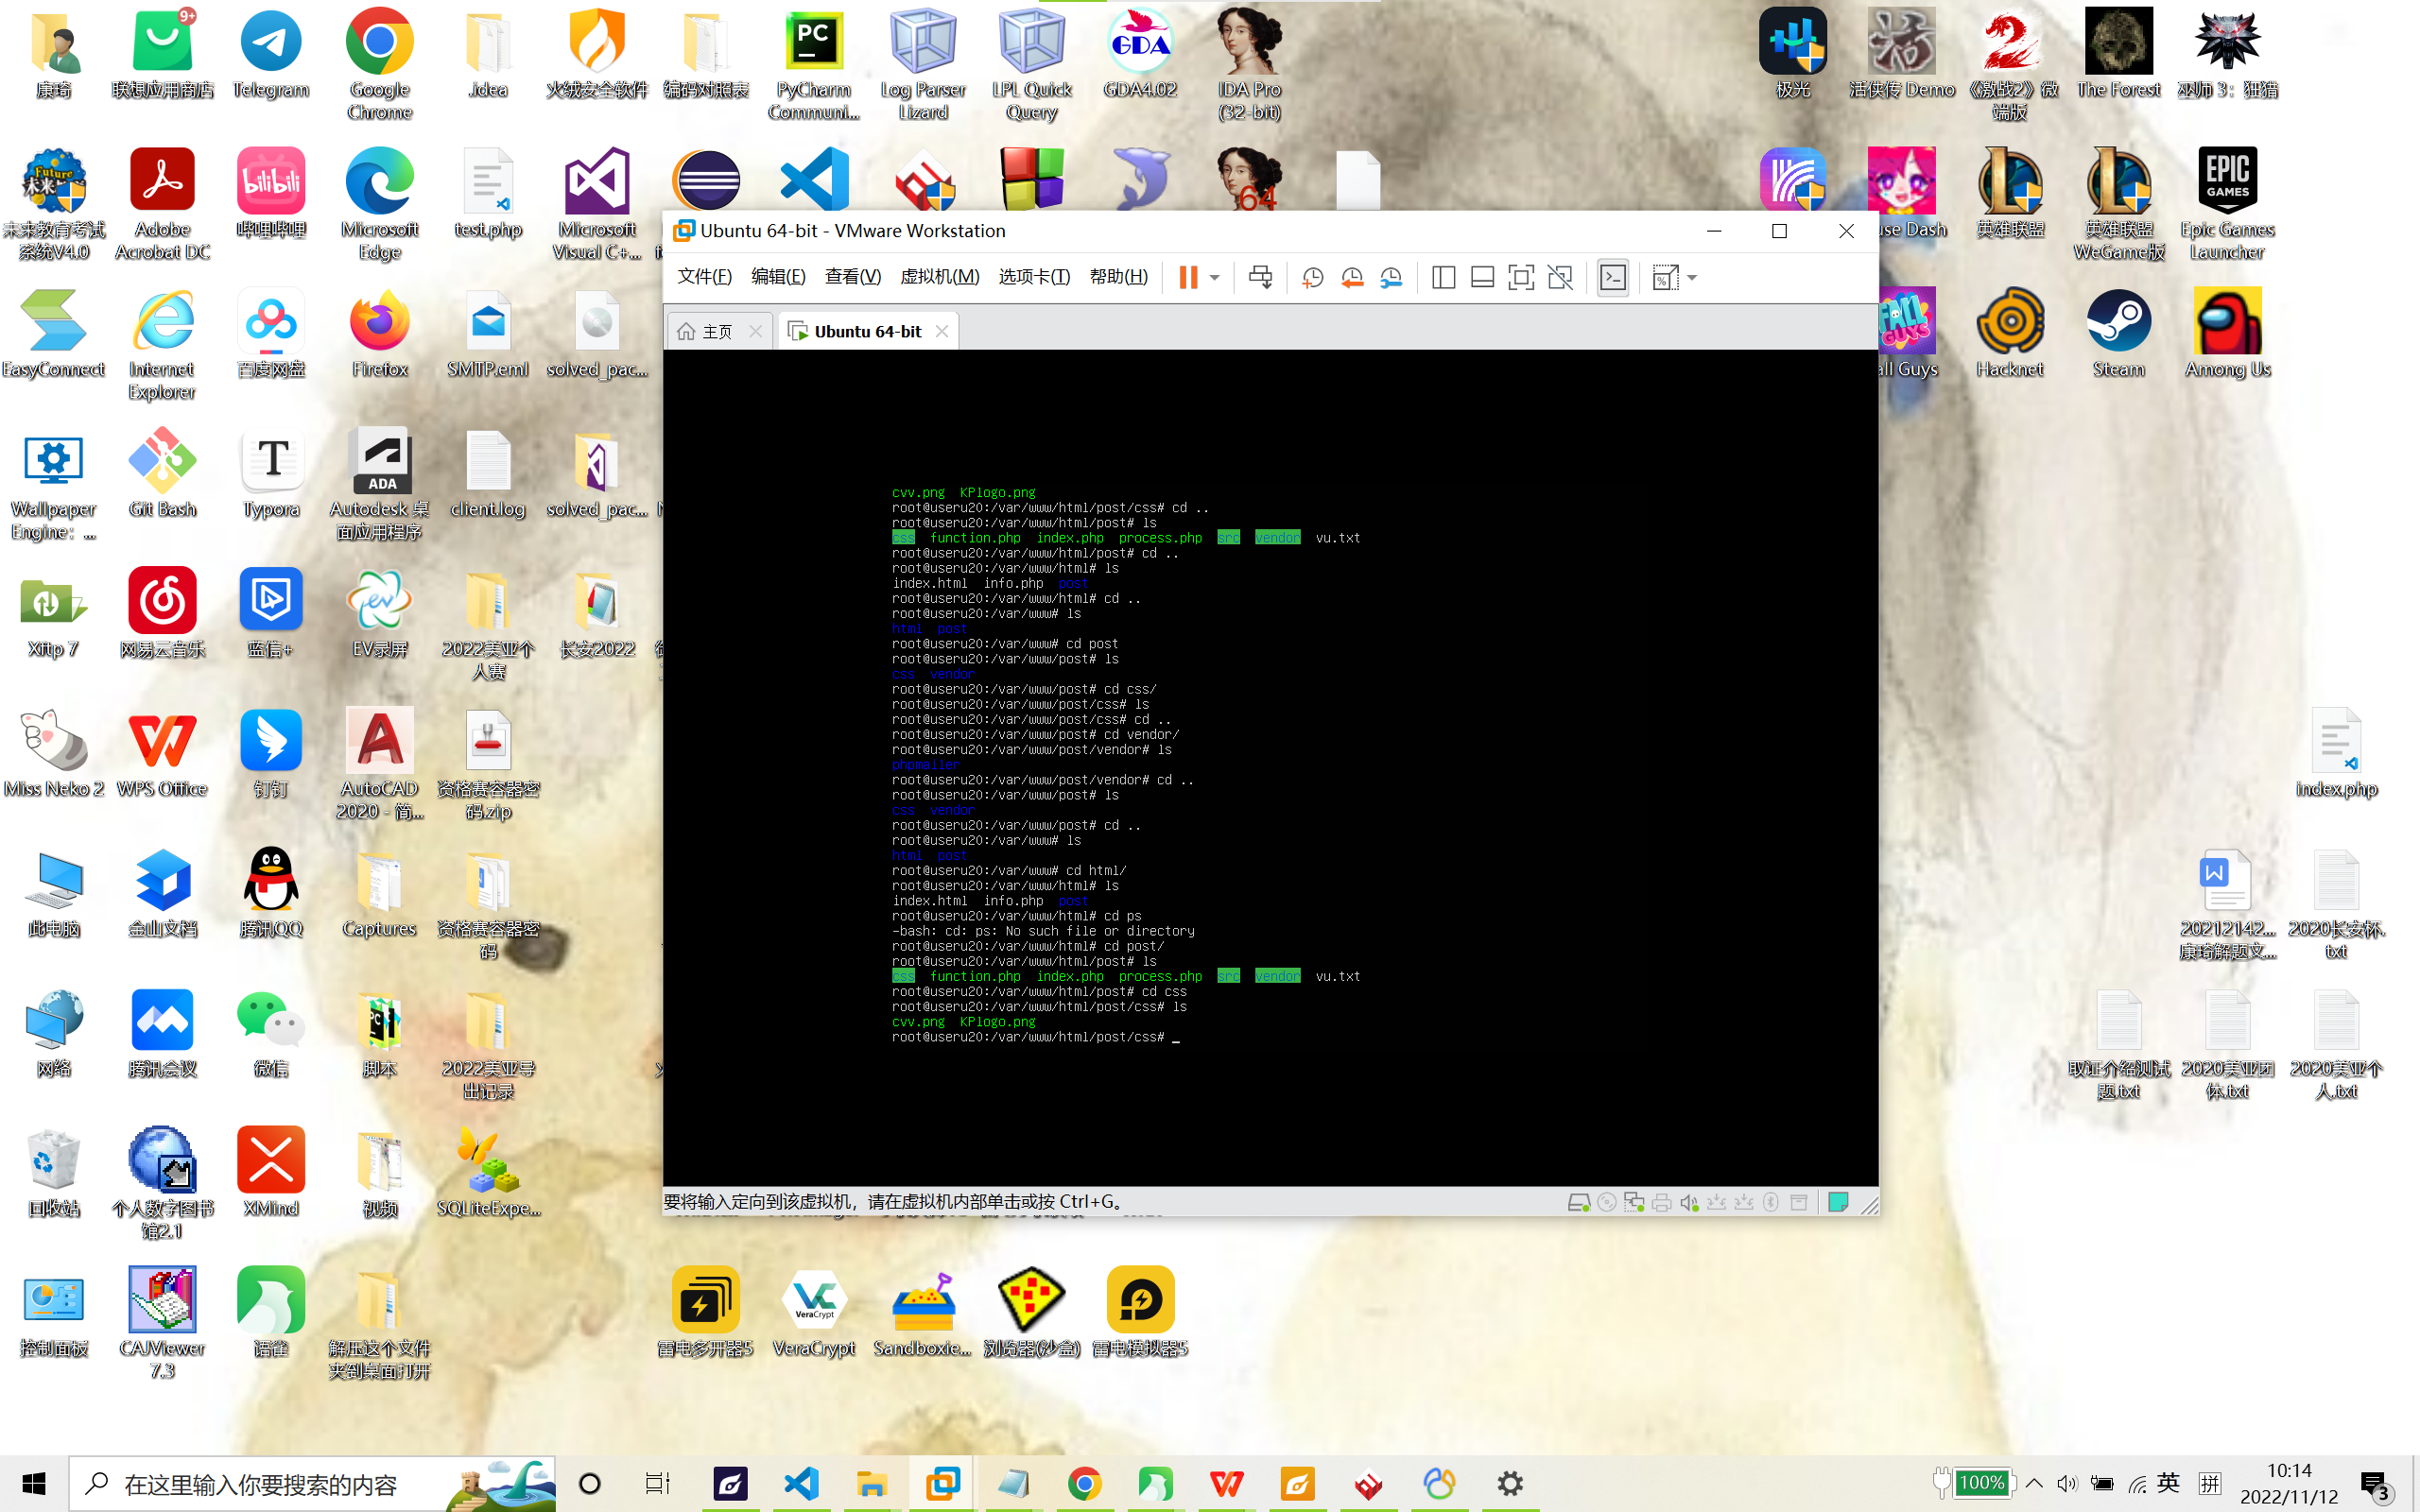 康琦
联想应用商店
Telegram
Google
Chrome
.idea
火绒安全软件
编码对照表
PyCharm
Communi...
Log Parser
Lizard
LPL Quick
Query
GDA4.02
IDA Pro
(32-bit)
极光
活侠传 Demo
《激战2》微
端版
The Forest
巫师 3：狂猎
未来教育考试
系统V4.0
Adobe
Acrobat DC
哔哩哔哩
Microsoft
Edge
test.php
Microsoft
Visual C+...
use Dash
英雄联盟
英雄联盟
WeGame版
Epic Games
Launcher
EasyConnect
Internet
Explorer
百度网盘
Firefox
SMTP.eml
solved_pac...
all Guys
Hacknet
Steam
Among Us
Wallpaper
Engine：...
Git Bash
Typora
Autodesk 桌
面应用程序
client.log
solved_pac...
Xftp 7
网易云音乐
蓝信+
EV录屏
2022美亚个
人赛
长安2022
Miss Neko 2
WPS Office
钉钉
AutoCAD
2020 - 简...
资格赛容器密
码.zip
index.php
此电脑
金山文档
腾讯QQ
Captures
资格赛容器密
码
20212142...
康琦解题文...
2020长安杯.
txt
网络
腾讯会议
微信
脚本
2022美亚导
出记录
取证介绍测试
题.txt
2020美亚团
体.txt
2020美亚个
人.txt
回收站
个人数字图书
馆2.1
XMind
视频
SQLiteExpe...
控制面板
CAJViewer
7.3
语雀
解压这个文件
夹到桌面打开
雷电多开器5
VeraCrypt
Sandboxie...
浏览器(沙盒)
雷电模拟器5
Ubuntu 64-bit - VMware Workstation
文件(F) 编辑(E) 查看(V) 虚拟机(M) 选项卡(T) 帮助(H)
主页 Ubuntu 64-bit
cvv.png KPlogo.png
root@useru20:/var/www/html/post/css# cd ..
root@useru20:/var/www/html/post# ls
css function.php index.php process.php src vendor vu.txt
root@useru20:/var/www/html/post# cd ..
root@useru20:/var/www/html# ls
index.html info.php post
root@useru20:/var/www/html# cd ..
root@useru20:/var/www# ls
html post
root@useru20:/var/www# cd post
root@useru20:/var/www/post# ls
css vendor
root@useru20:/var/www/post# cd css/
root@useru20:/var/www/post/css# ls
root@useru20:/var/www/post/css# cd ..
root@useru20:/var/www/post# cd vendor/
root@useru20:/var/www/post/vendor# ls
phpmailer
root@useru20:/var/www/post/vendor# cd ..
root@useru20:/var/www/post# ls
css vendor
root@useru20:/var/www/post# cd ..
root@useru20:/var/www# ls
html post
root@useru20:/var/www# cd html/
root@useru20:/var/www/html# ls
index.html info.php post
root@useru20:/var/www/html# cd ps
-bash: cd: ps: No such file or directory
root@useru20:/var/www/html# cd post/
root@useru20:/var/www/html/post# ls
css function.php index.php process.php src vendor vu.txt
root@useru20:/var/www/html/post# cd css
root@useru20:/var/www/html/post/css# ls
cvv.png KPlogo.png
root@useru20:/var/www/html/post/css# _
要将输入定向到该虚拟机，请在虚拟机内部单击或按 Ctrl+G。
在这里输入你要搜索的内容
100%
英
拼
10:14
2022/11/12
3